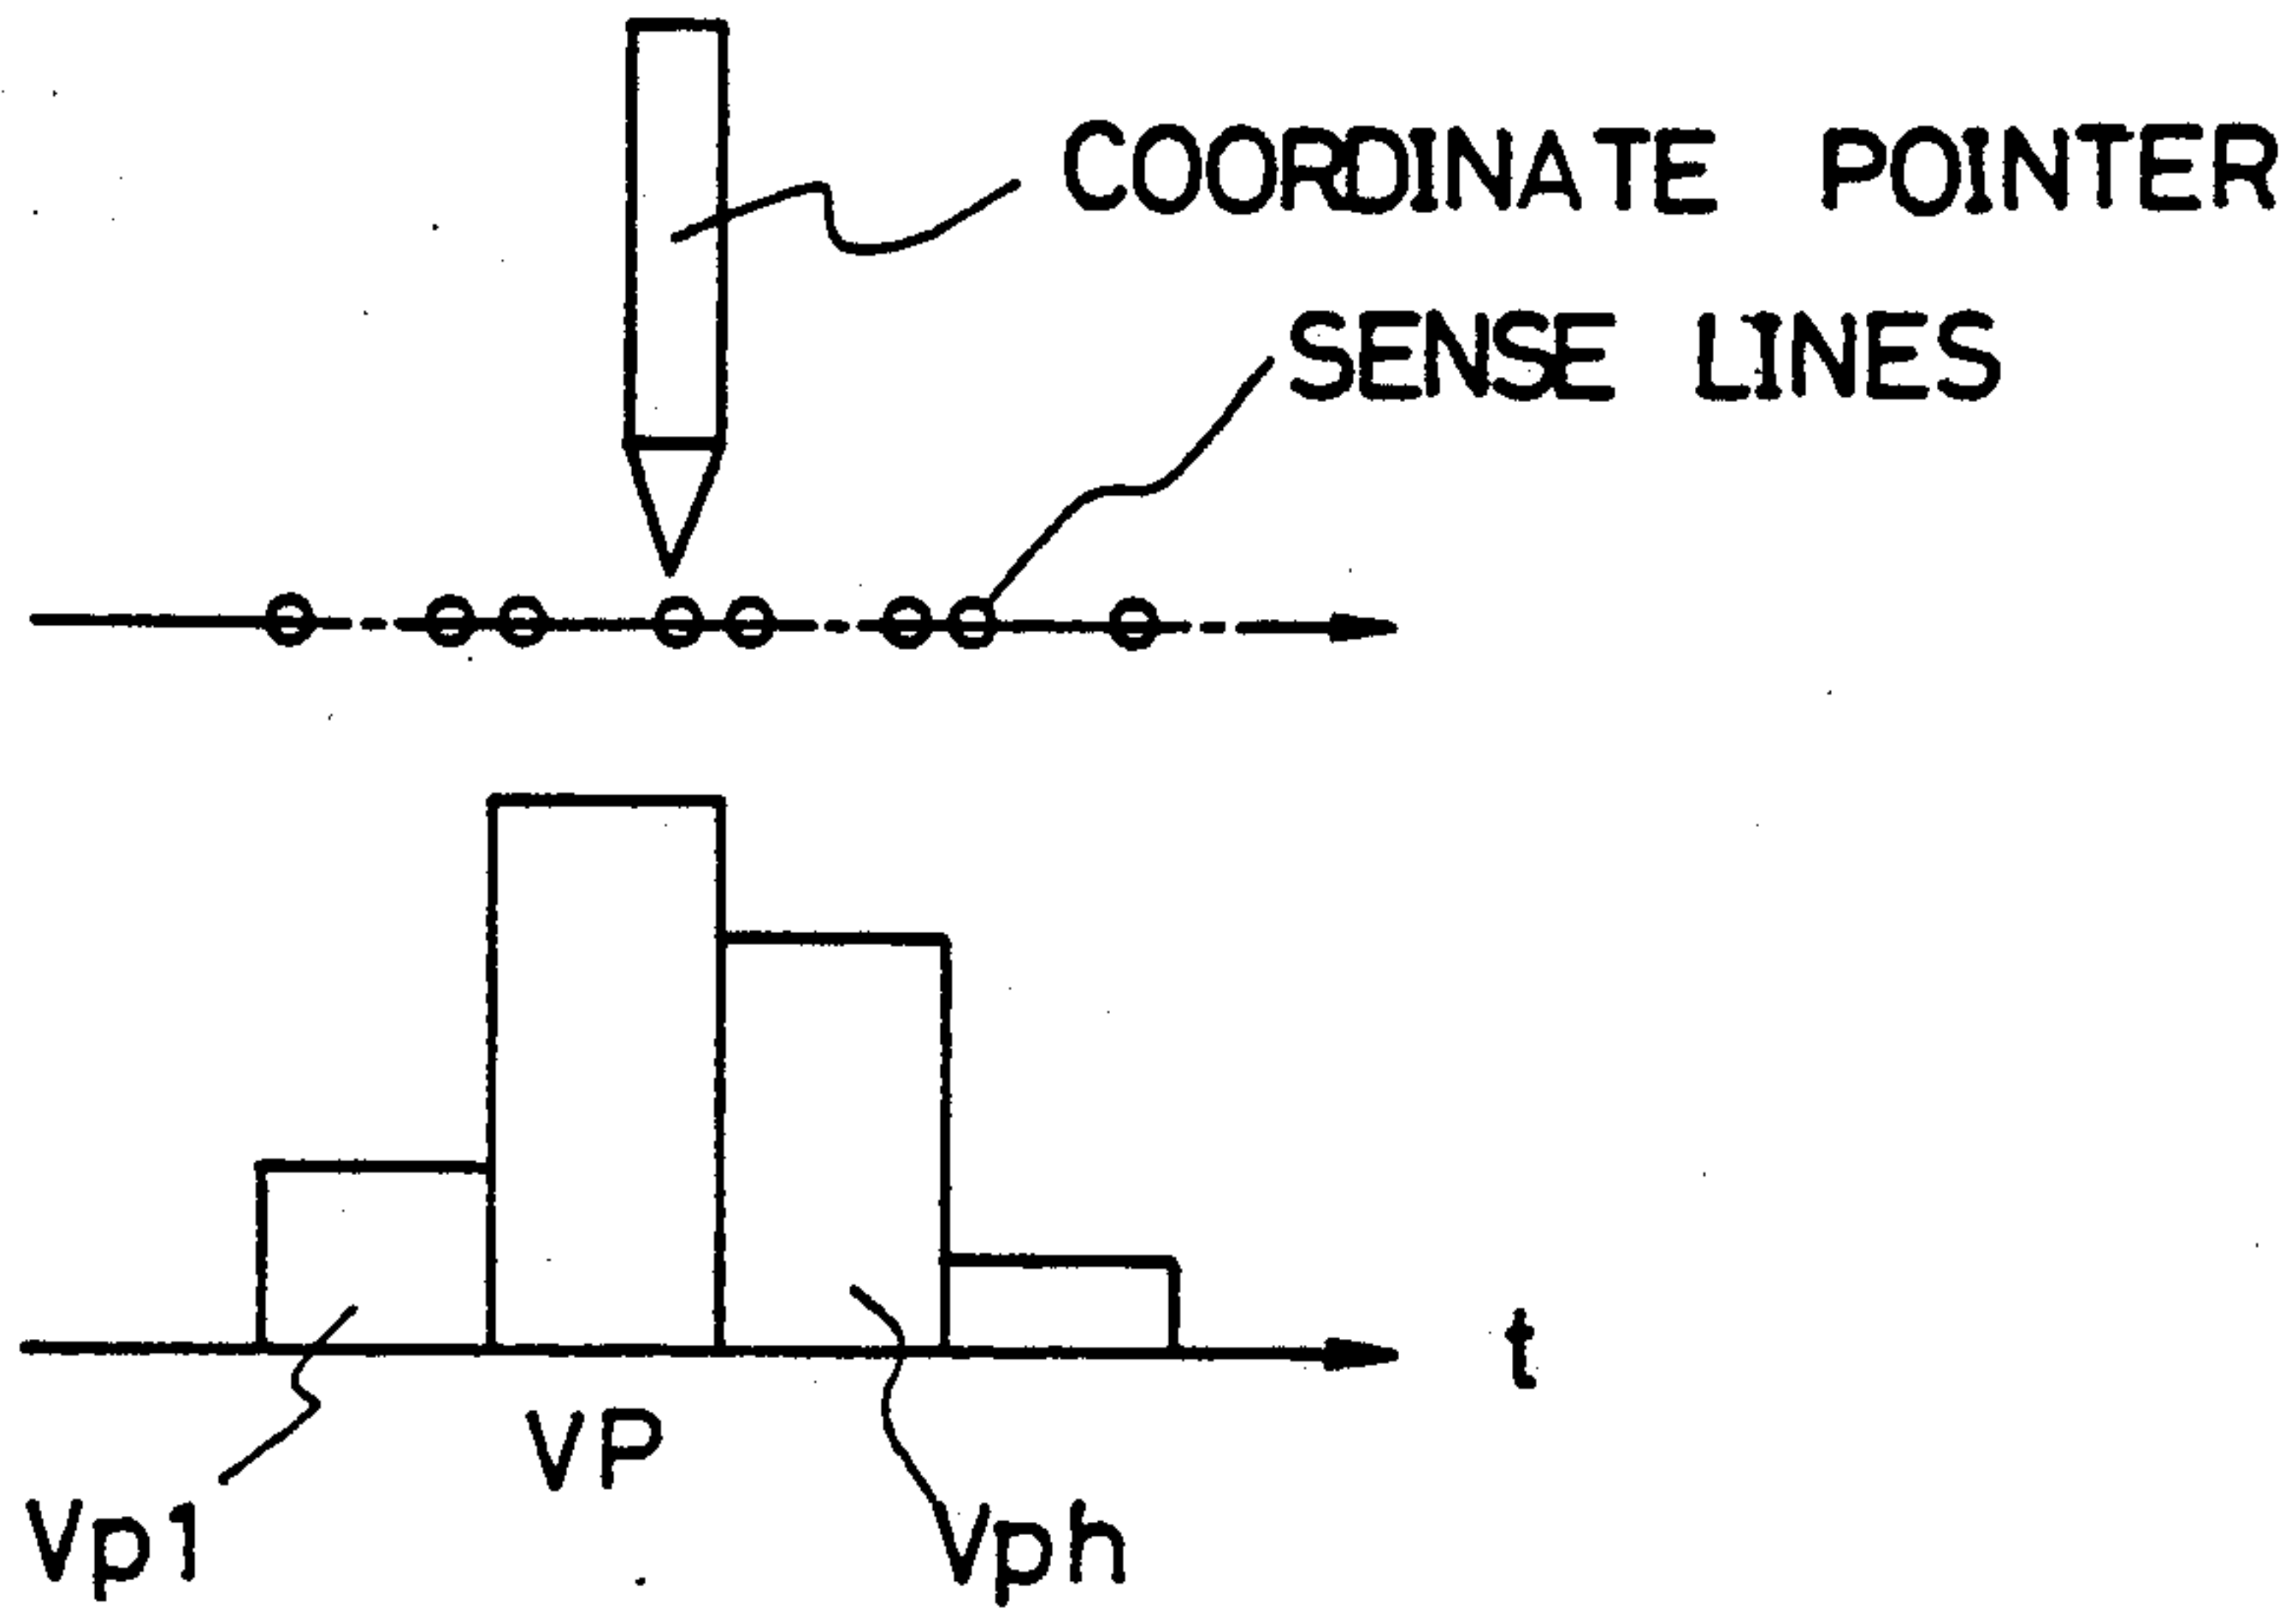 COORDINATE POINTER
SENSE LINES
t
VP
Vp1
Vph